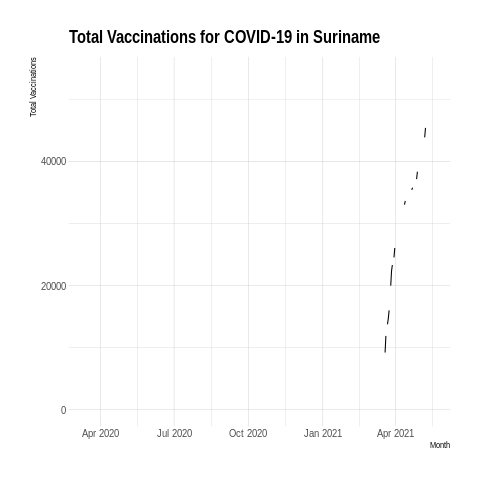 Total Vaccinations for COVID-19 in Suriname
Total Vaccinations
40000
20000
0
Apr 2020 Jul 2020 Oct 2020 Jan 2021 Apr 2021
Month